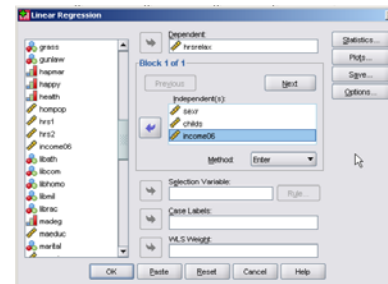 Linear Regression
Dependent:
hrsrelax
Statistics...
Plots...
Save...
Options...
Block 1 of 1
Previous
Next
Independent(s):
sexr
childs
income06
Method:
Enter
Selection Variable:
Rule...
Case Labels:
WLS Weight:
grass
gunlaw
hapmar
happy
health
hompop
hrs1
hrs2
income06
libath
libcom
libhomo
libmil
librac
madeg
maeduc
marital
OK
Paste
Reset
Cancel
Help